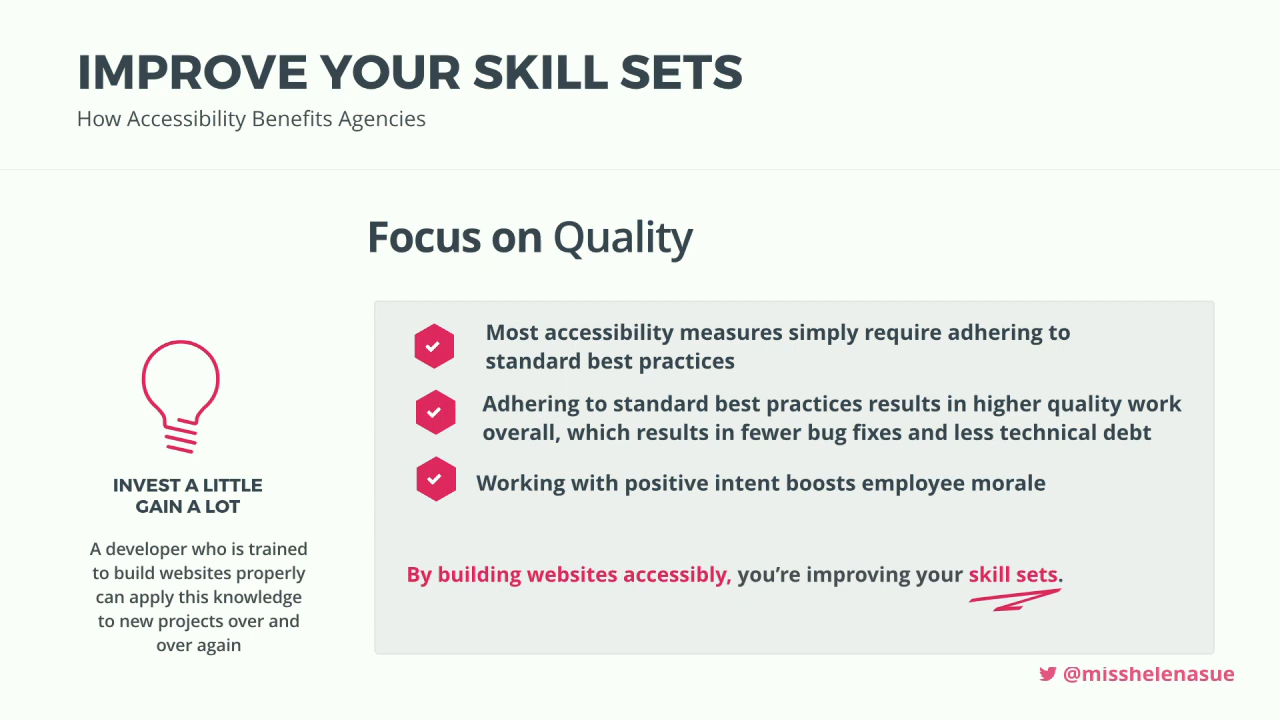 IMPROVE YOUR SKILL SETS
How Accessibility Benefits Agencies
Focus on Quality
INVEST A LITTLE
GAIN A LOT
A developer who is trained
to build websites properly
can apply this knowledge
to new projects over and
over again
Most accessibility measures simply require adhering to
standard best practices
Adhering to standard best practices results in higher quality work
overall, which results in fewer bug fixes and less technical debt
Working with positive intent boosts employee morale
By building websites accessibly, you’re improving your skill sets.
@misshelenasue